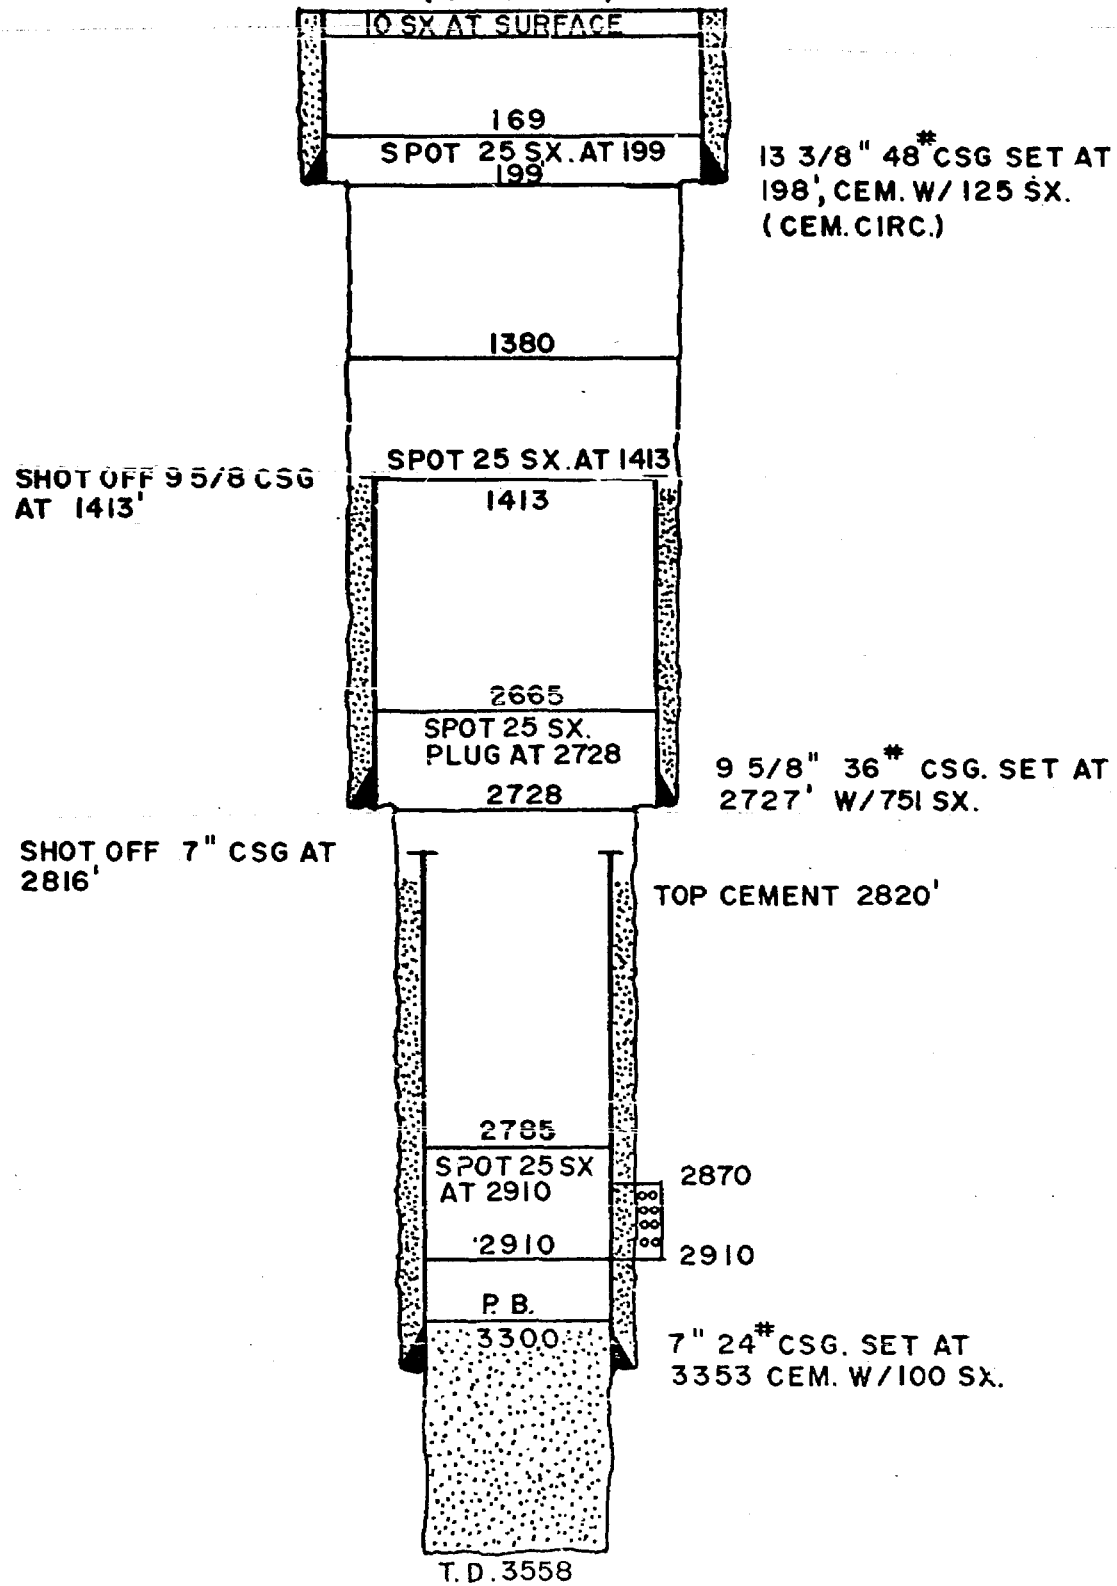 10 SX AT SURFACE
169
SPOT 25 SX. AT 199
199
13 3/8" 48# CSG SET AT
198', CEM. W/ 125 SX.
(CEM. CIRC.)
1380
SPOT 25 SX. AT 1413
SHOT OFF 9 5/8 CSG
AT 1413'
1413
2665
SPOT 25 SX.
PLUG AT 2728
2728
9 5/8" 36# CSG. SET AT
2727' W/751 SX.
SHOT OFF 7" CSG AT
2816'
TOP CEMENT 2820'
2785
SPOT 25 SX
AT 2910
2870
2910
2910
P. B.
3300
7" 24# CSG. SET AT
3353 CEM. W/100 SX.
T. D. 3558